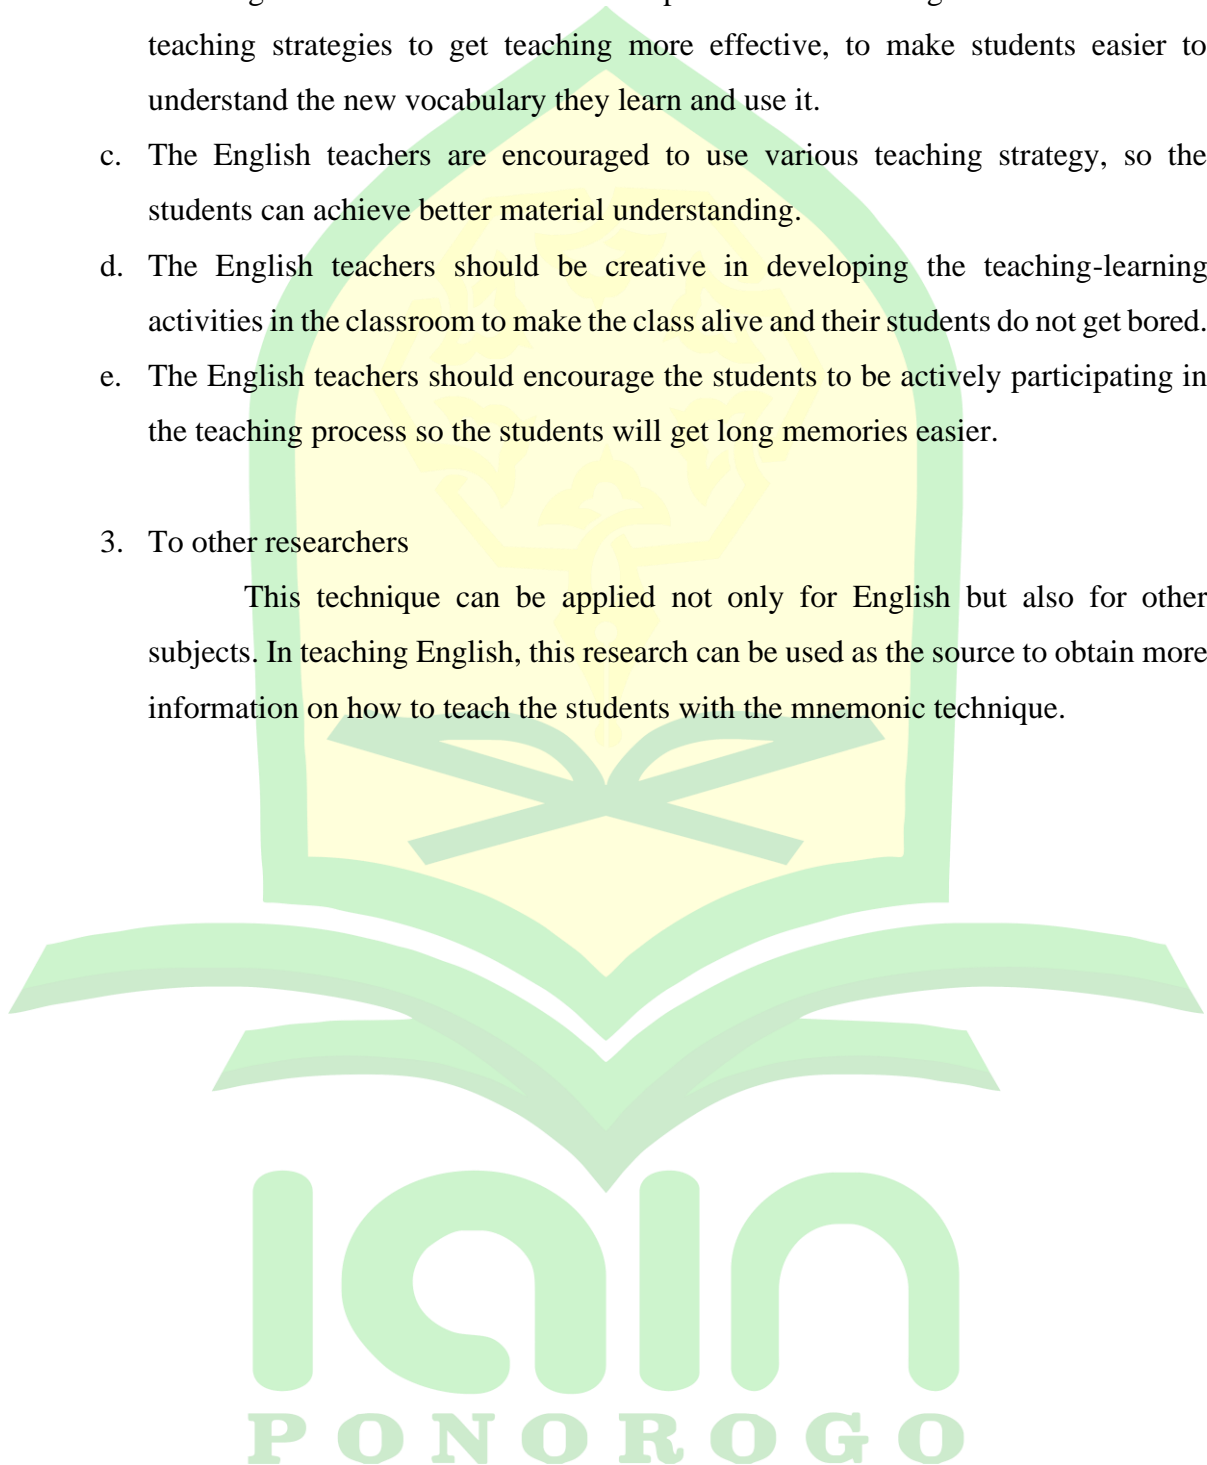 teaching strategies to get teaching more effective, to make students easier to
understand the new vocabulary they learn and use it.
c. The English teachers are encouraged to use various teaching strategy, so the
students can achieve better material understanding.
d. The English teachers should be creative in developing the teaching-learning
activities in the classroom to make the class alive and their students do not get bored.
e. The English teachers should encourage the students to be actively participating in
the teaching process so the students will get long memories easier.
3. To other researchers
This technique can be applied not only for English but also for other
subjects. In teaching English, this research can be used as the source to obtain more
information on how to teach the students with the mnemonic technique.
iain
PONOROGO